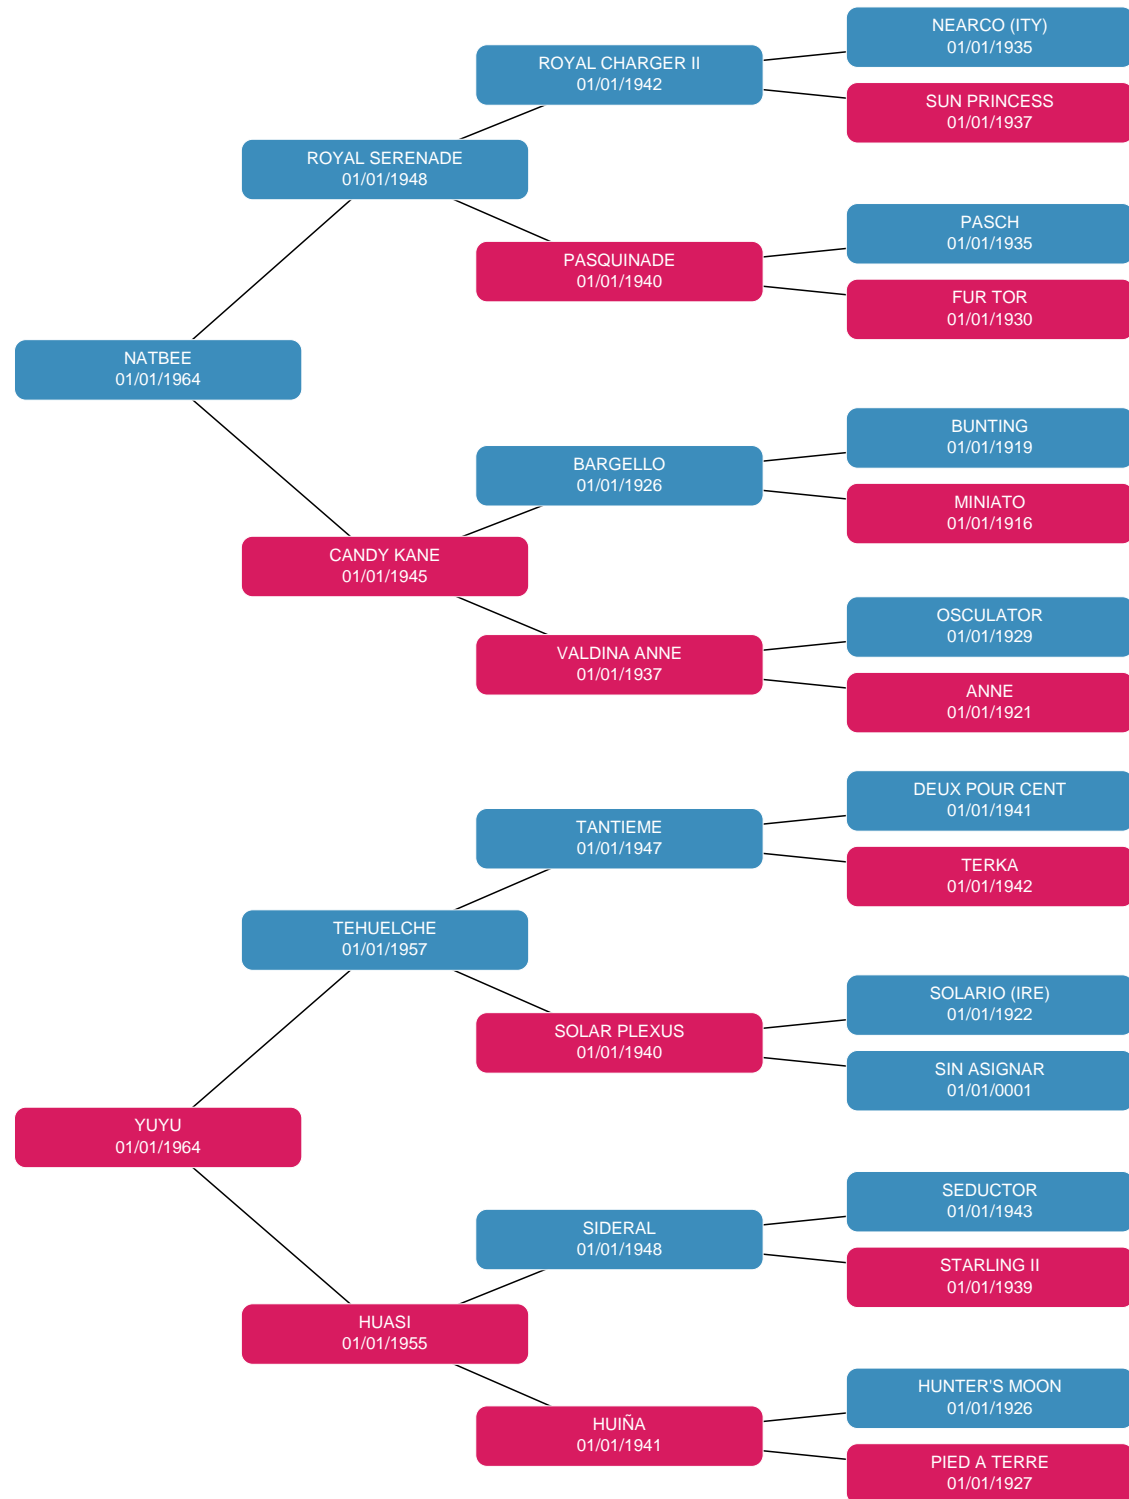 NEARCO (ITY)
01/01/1935
ROYAL CHARGER II
01/01/1942
SUN PRINCESS
01/01/1937
ROYAL SERENADE
01/01/1948
PASCH
01/01/1935
PASQUINADE
01/01/1940
FUR TOR
01/01/1930
NATBEE
01/01/1964
BUNTING
01/01/1919
BARGELLO
01/01/1926
MINIATO
01/01/1916
CANDY KANE
01/01/1945
OSCULATOR
01/01/1929
VALDINA ANNE
01/01/1937
ANNE
01/01/1921
DEUX POUR CENT
01/01/1941
TANTIEME
01/01/1947
TERKA
01/01/1942
TEHUELCHE
01/01/1957
SOLARIO (IRE)
01/01/1922
SOLAR PLEXUS
01/01/1940
SIN ASIGNAR
01/01/0001
YUYU
01/01/1964
SEDUCTOR
01/01/1943
SIDERAL
01/01/1948
STARLING II
01/01/1939
HUASI
01/01/1955
HUNTER'S MOON
01/01/1926
HUIÑA
01/01/1941
PIED A TERRE
01/01/1927